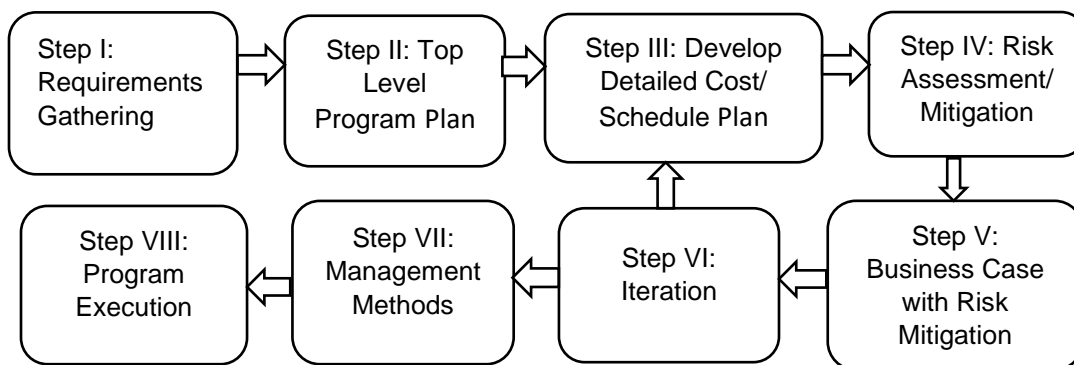 Step I:
Requirements
Gathering
Step II: Top
Level
Program Plan
Step III: Develop
Detailed Cost/
Schedule Plan
Step IV: Risk
Assessment/
Mitigation
Step V:
Business Case
with Risk
Mitigation
Step VI:
Iteration
Step VII:
Management
Methods
Step VIII:
Program
Execution